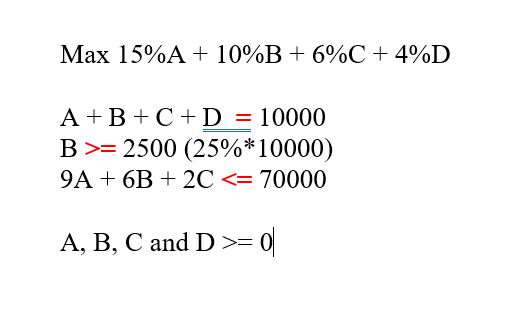 Max 15%A + 10%B + 6%C + 4%D
A + B + C + D = 10000
B >= 2500 (25%*10000)
9A + 6B + 2C <= 70000
A, B, C and D >= 0